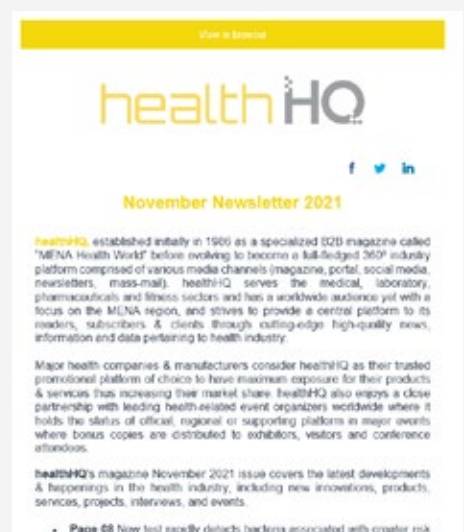 View in browser
health HQ
November Newsletter 2021
healthHQ, established initially in 1986 as a specialized B2B magazine called
"MENA Health World" before evolving to become a full-fledged 360º industry
platform comprised of various media channels (magazine, portal, social media,
newsletters, mass-mail). healthHQ serves the medical, laboratory,
pharmaceuticals and fitness sectors and has a worldwide audience yet with a
focus on the MENA region, and strives to provide a central platform to its
readers, subscribers & clients through cutting-edge high-quality news,
information and data pertaining to health industry.
Major health companies & manufacturers consider healthHQ as their trusted
promotional platform of choice to have maximum exposure for their products
& services thus increasing their market share. healthHQ also enjoys a close
partnership with leading health-related event organizers worldwide where it
holds the status of official, regional or supporting platform in major events
where bonus copies are distributed to exhibitors, visitors and conference
attendees.
healthHQ's magazine November 2021 issue covers the latest developments
& happenings in the health industry, including new innovations, products,
services, projects, interviews, and events.
• Page 08 New test rapidly detects bacteria associated with greater risk